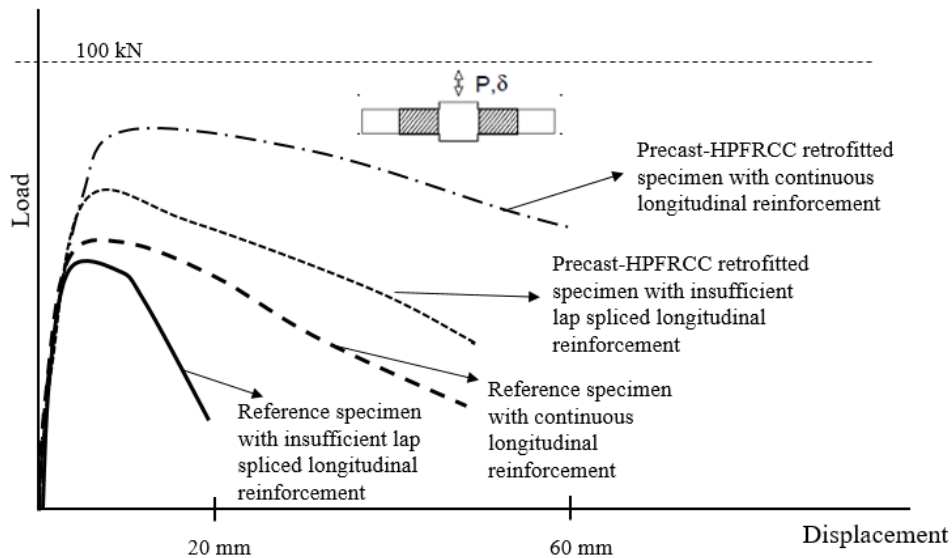 100 kN
P,δ
Load
Precast-HPFRCC retrofitted
specimen with continuous
longitudinal reinforcement
Precast-HPFRCC retrofitted
specimen with insufficient
lap spliced longitudinal
reinforcement
Reference specimen
with continuous
longitudinal
reinforcement
Reference specimen
with insufficient lap
spliced longitudinal
reinforcement
20 mm
60 mm
Displacement